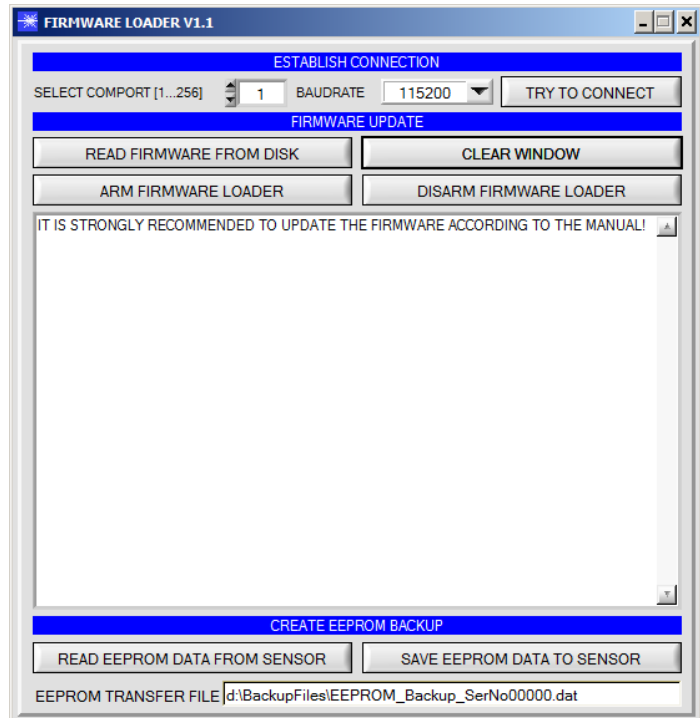 FIRMWARE LOADER V1.1
ESTABLISH CONNECTION
SELECT COMPORT [1...256] 1 BAUDRATE 115200 TRY TO CONNECT
FIRMWARE UPDATE
READ FIRMWARE FROM DISK CLEAR WINDOW
ARM FIRMWARE LOADER DISARM FIRMWARE LOADER
IT IS STRONGLY RECOMMENDED TO UPDATE THE FIRMWARE ACCORDING TO THE MANUAL!
CREATE EEPROM BACKUP
READ EEPROM DATA FROM SENSOR SAVE EEPROM DATA TO SENSOR
EEPROM TRANSFER FILE d:\BackupFiles\EEPROM_Backup_SerNo00000.dat